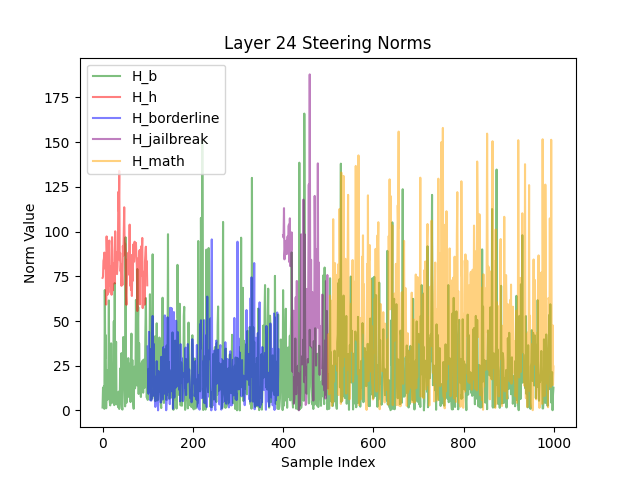 Layer 24 Steering Norms
H_b
H_h
H_borderline
H_jailbreak
H_math
Norm Value
175
150
125
100
75
50
25
0
0 200 400 600 800 1000
Sample Index